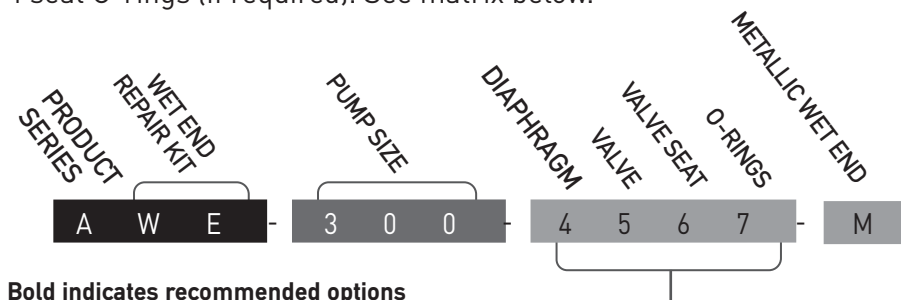 4 seat O-rings (if required). See matrix below.
PRODUCT SERIES
WET END REPAIR KIT
PUMP SIZE
DIAPHRAGM
VALVE
VALVE SEAT
O-RINGS
METALLIC WET END
A W E - 3 0 0 - 4 5 6 7 - M
Bold indicates recommended options